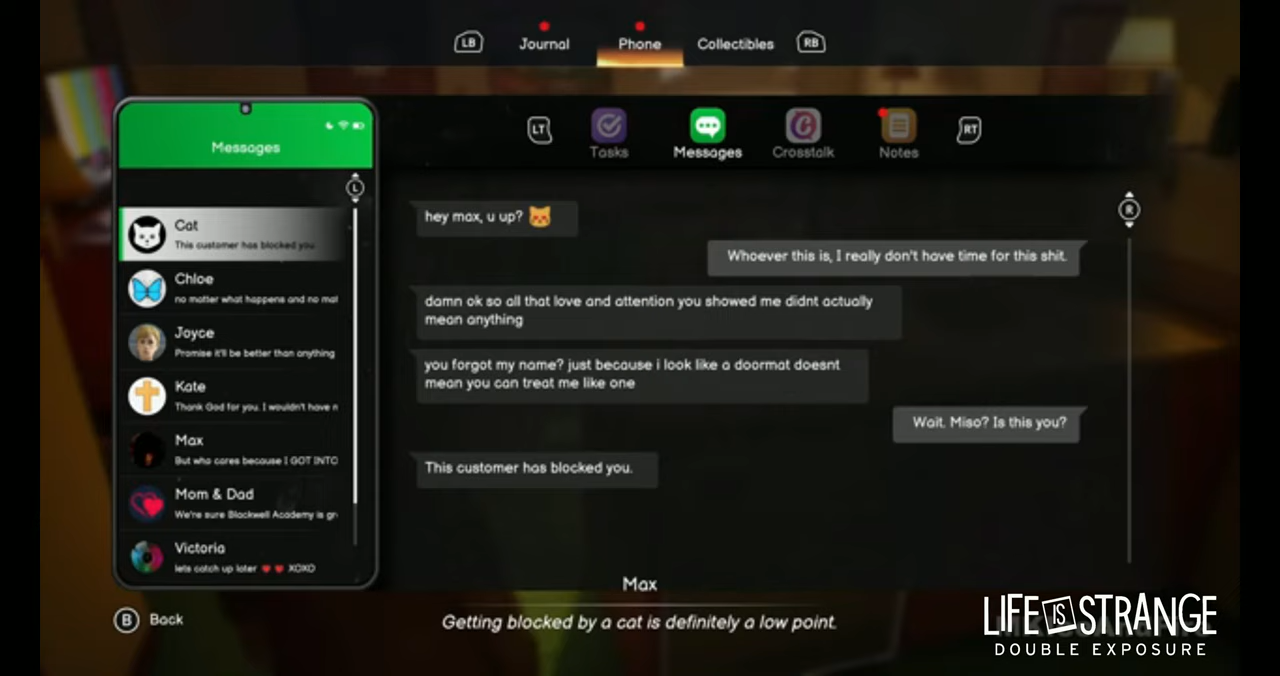 LB Journal Phone Collectibles RB
Messages
LT Tasks Messages Crosstalk Notes RT
L
R
Cat
This customer has blocked you.
Chloe
no matter what happens and no mat
Joyce
Promise it'll be better than anything
Kate
Thank God for you. I wouldn't have n
Max
But who cares because I GOT INTO
Mom & Dad
We're sure Blackwell Academy is gr
Victoria
lets catch up later ❤️ ❤️ XOXO
hey max, u up? 😾
Whoever this is, I really don't have time for this shit.
damn ok so all that love and attention you showed me didnt actually
mean anything
you forgot my name? just because i look like a doormat doesnt
mean you can treat me like one
Wait. Miso? Is this you?
This customer has blocked you.
Max
Getting blocked by a cat is definitely a low point.
B Back
LIFE IS STRANGE
DOUBLE EXPOSURE